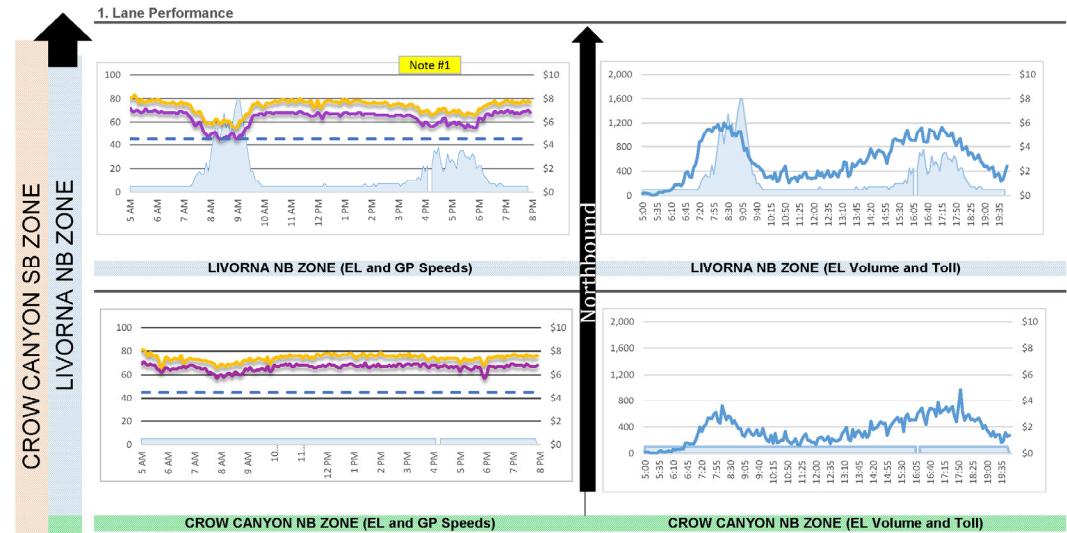 1. Lane Performance
CROW CANYON SB ZONE
LIVORNA NB ZONE
Northbound
Note #1
100
80
60
40
20
0
$10
$8
$6
$4
$2
$0
5 AM
6 AM
7 AM
8 AM
9 AM
10 AM
11 AM
12 PM
1 PM
2 PM
3 PM
4 PM
5 PM
6 PM
7 PM
8 PM
2,000
1,600
1,200
800
400
0
$10
$8
$6
$4
$2
$0
5:00
5:35
6:10
6:45
7:20
7:55
8:30
9:05
9:40
10:15
10:50
11:25
12:00
12:35
13:10
13:45
14:20
14:55
15:30
16:05
16:40
17:15
17:50
18:25
19:00
19:35
LIVORNA NB ZONE (EL and GP Speeds)
LIVORNA NB ZONE (EL Volume and Toll)
100
80
60
40
20
0
$10
$8
$6
$4
$2
$0
5 AM
6 AM
7 AM
8 AM
9 AM
10...
11...
12 PM
1 PM
2 PM
3 PM
4 PM
5 PM
6 PM
7 PM
8 PM
2,000
1,600
1,200
800
400
0
$10
$8
$6
$4
$2
$0
5:00
5:35
6:10
6:45
7:20
7:55
8:30
9:05
9:40
10:15
10:50
11:25
12:00
12:35
13:10
13:45
14:20
14:55
15:30
16:05
16:40
17:15
17:50
18:25
19:00
19:35
CROW CANYON NB ZONE (EL and GP Speeds)
CROW CANYON NB ZONE (EL Volume and Toll)